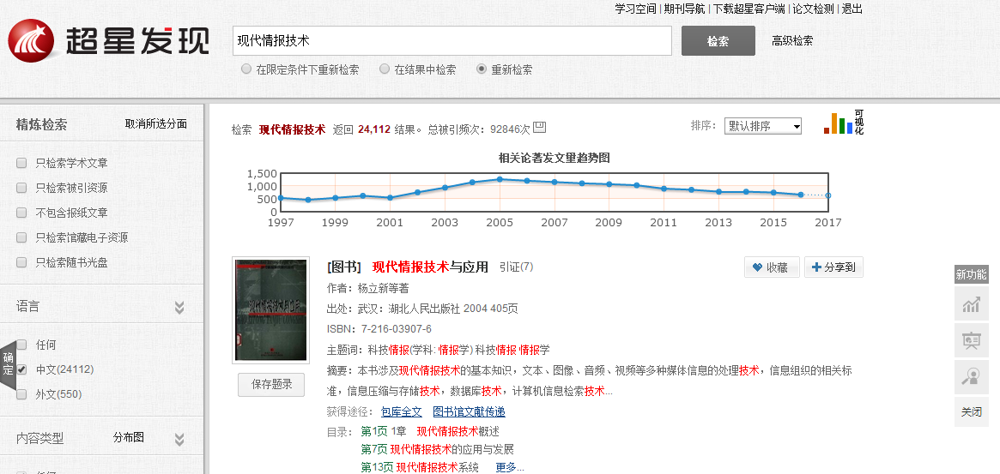 学习空间 | 期刊导航 | 下载超星客户端 | 论文检测 | 退出
超星发现
现代情报技术
检索
高级检索
在限定条件下重新检索 在结果中检索 重新检索
精炼检索 取消所选分面
只检索学术文章
只检索被引资源
不包含报纸文章
只检索馆藏电子资源
只检索随书光盘
语言
任何
中文(24112)
外文(550)
确定
内容类型 分布图
任何
检索 现代情报技术 返回 24,112 结果。总被引频次：92846次
排序： 默认排序
可视化
相关论著发文量趋势图
1,500
1,000
500
0
1997 1999 2001 2003 2005 2007 2009 2011 2013 2015 2017
[图书] 现代情报技术与应用 引证(7)
收藏 分享到
作者：杨立新等著
出处：武汉：湖北人民出版社 2004 405页
ISBN：7-216-03907-6
主题词：科技情报(学科: 情报学) 科技情报 情报学
摘要：本书涉及现代情报技术的基本知识，文本、图像、音频、视频等多种媒体信息的处理技术，信息组织的相关标
准，信息压缩与存储技术，数据库技术，计算机信息检索技术...
获得途径： 包库全文 图书馆文献传递
目录： 第1页 1章 现代情报技术概述
第7页 现代情报技术的应用与发展
第13页 现代情报技术系统 更多...
保存题录
新功能
关闭